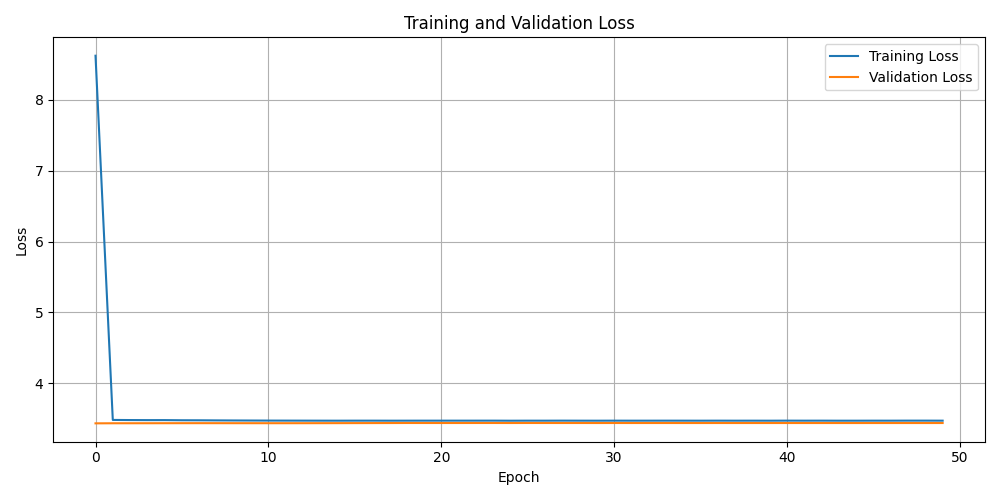 Training and Validation Loss
Training Loss
Validation Loss
Loss
8
7
6
5
4
0 10 20 30 40 50
Epoch